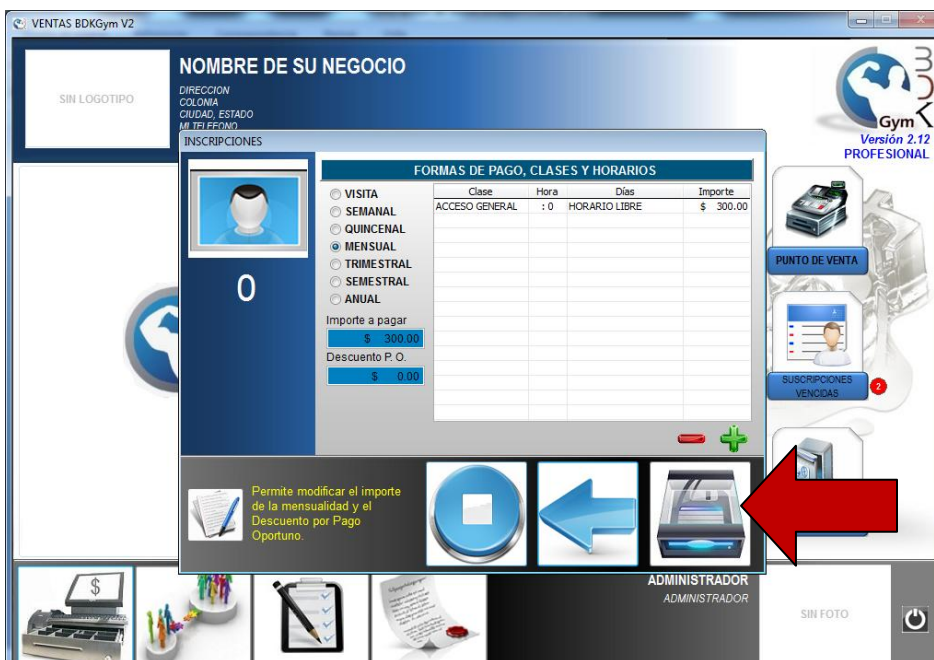 VENTAS BDKGym V2
SIN LOGOTIPO
NOMBRE DE SU NEGOCIO
DIRECCION
COLONIA
CIUDAD, ESTADO
MI TELEFONO
BDK
Gym
Versión 2.12
PROFESIONAL
INSCRIPCIONES
FORMAS DE PAGO, CLASES Y HORARIOS
VISITA
SEMANAL
QUINCENAL
MENSUAL
TRIMESTRAL
SEMESTRAL
ANUAL
Clase Hora Días Importe
ACCESO GENERAL : 0 HORARIO LIBRE $ 300.00
0
Importe a pagar
$ 300.00
Descuento P. O.
$ 0.00
PUNTO DE VENTA
SUSCRIPCIONES
VENCIDAS
2
Permite modificar el importe
de la mensualidad y el
Descuento por Pago
Oportuno.
$
ADMINISTRADOR
ADMINISTRADOR
SIN FOTO